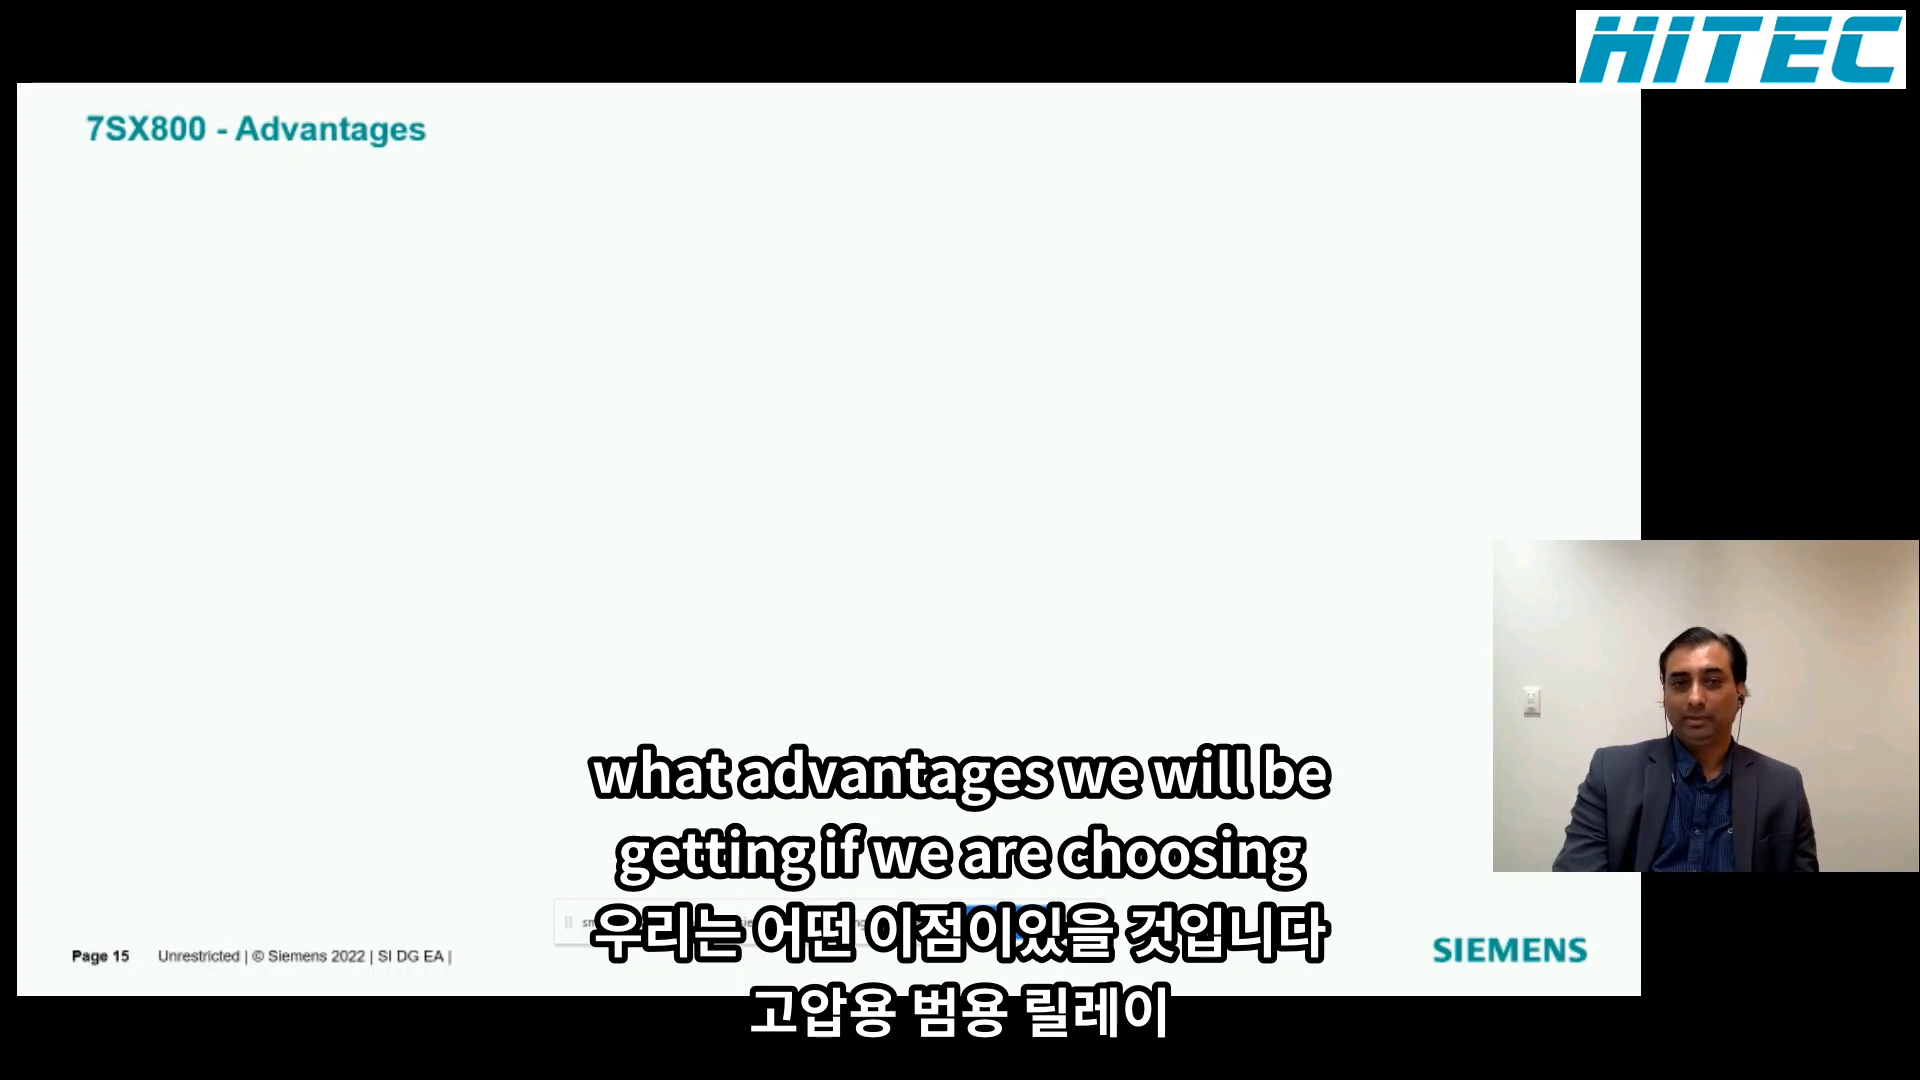 HITEC
7SX800 - Advantages
what advantages we will be
getting if we are choosing
우리는 어떤 이점이있을 것입니다
고압용 범용 릴레이
Page 15 Unrestricted | © Siemens 2022 | SI DG EA |
SIEMENS